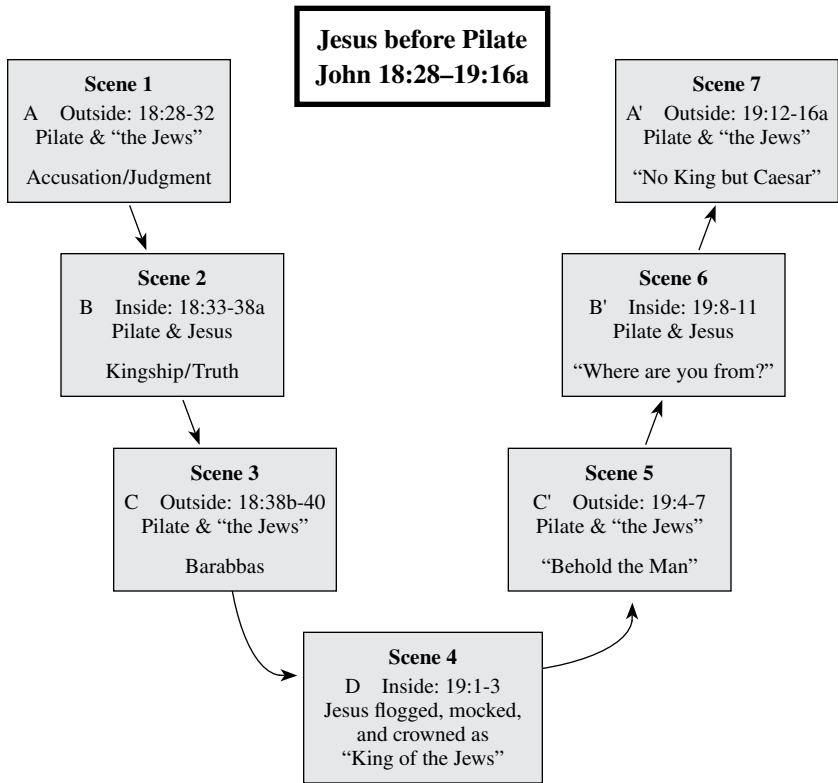 Jesus before Pilate
John 18:28–19:16a
Scene 1
A Outside: 18:28-32
Pilate & “the Jews”
Accusation/Judgment
Scene 2
B Inside: 18:33-38a
Pilate & Jesus
Kingship/Truth
Scene 3
C Outside: 18:38b-40
Pilate & “the Jews”
Barabbas
Scene 4
D Inside: 19:1-3
Jesus flogged, mocked,
and crowned as
“King of the Jews”
Scene 5
C' Outside: 19:4-7
Pilate & “the Jews”
“Behold the Man”
Scene 6
B' Inside: 19:8-11
Pilate & Jesus
“Where are you from?”
Scene 7
A' Outside: 19:12-16a
Pilate & “the Jews”
“No King but Caesar”